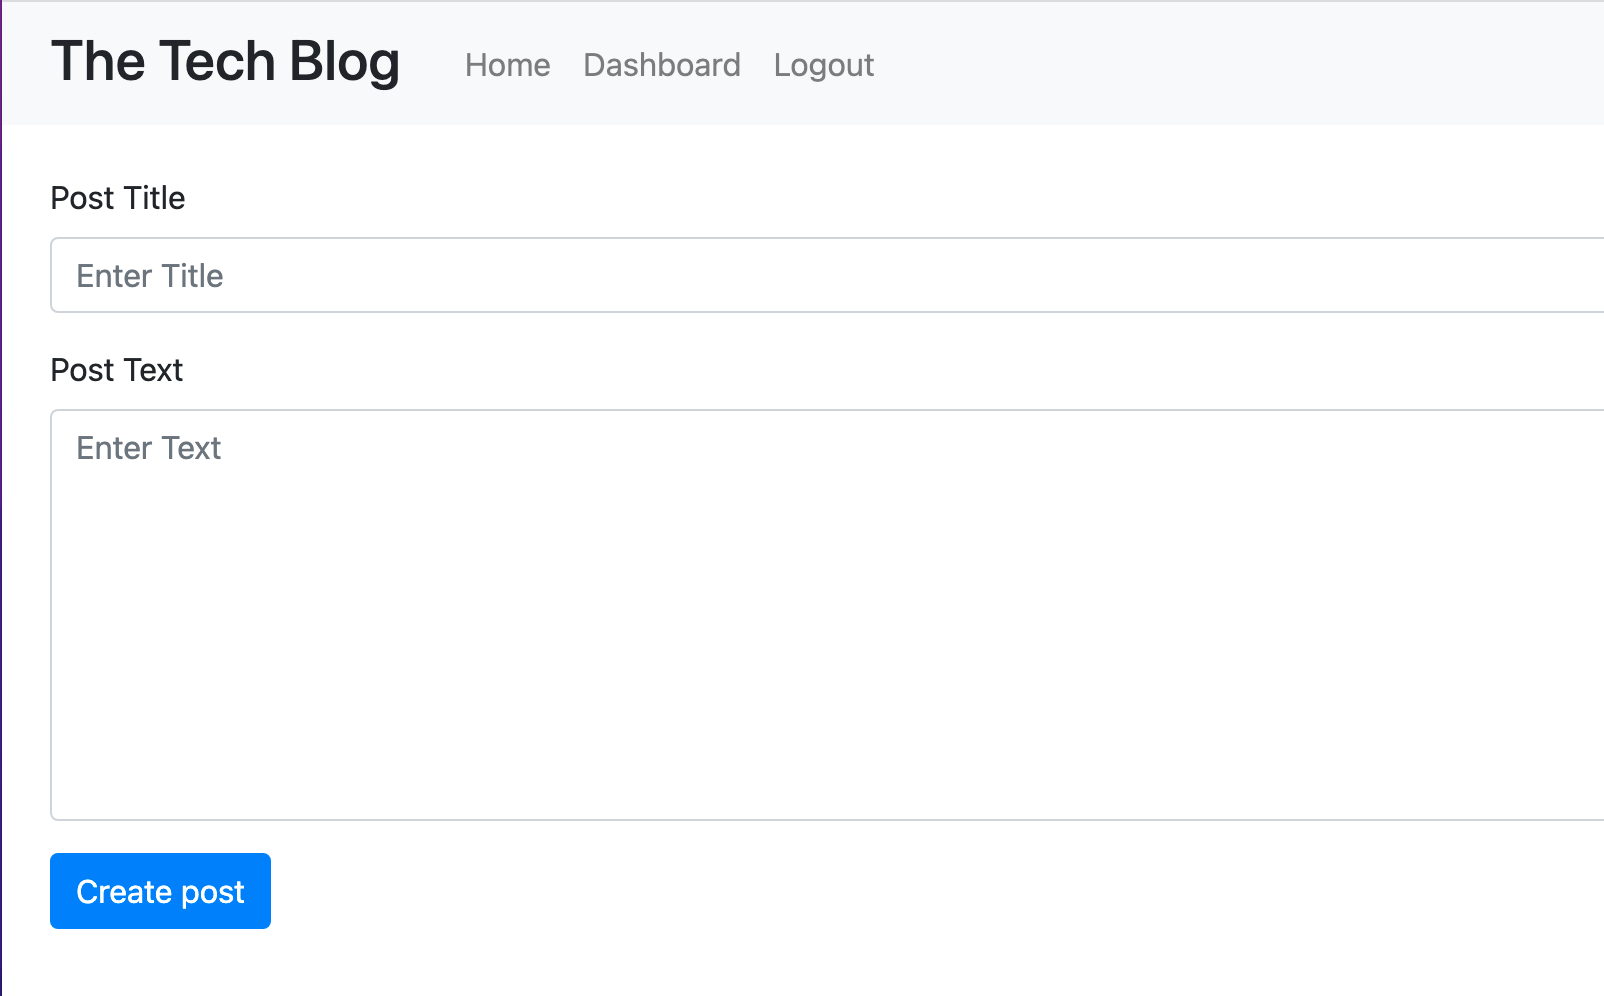 The Tech Blog Home Dashboard Logout
Post Title
Enter Title
Post Text
Enter Text
Create post